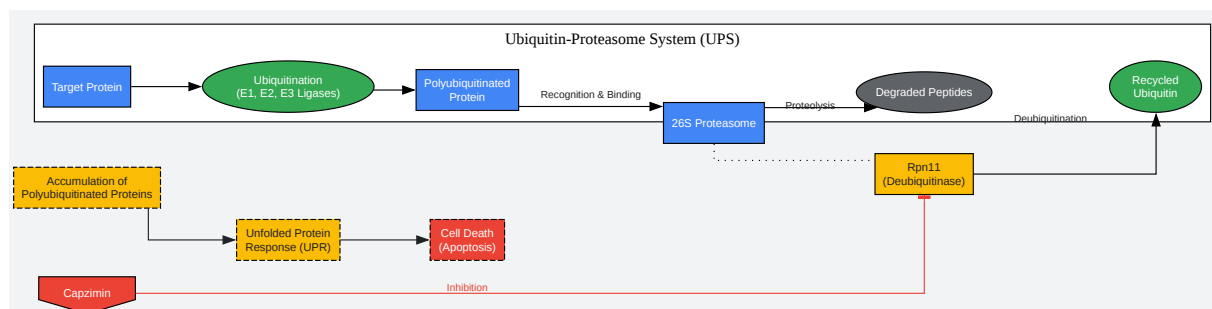 Ubiquitin-Proteasome System (UPS)
Target Protein
Ubiquitination
(E1, E2, E3 Ligases)
Polyubiquitinated
Protein
Recognition & Binding
26S Proteasome
Proteolysis
Degraded Peptides
Deubiquitination
Recycled
Ubiquitin
Rpn11
(Deubiquitinase)
Accumulation of
Polyubiquitinated Proteins
Unfolded Protein
Response (UPR)
Cell Death
(Apoptosis)
Capzimin
Inhibition